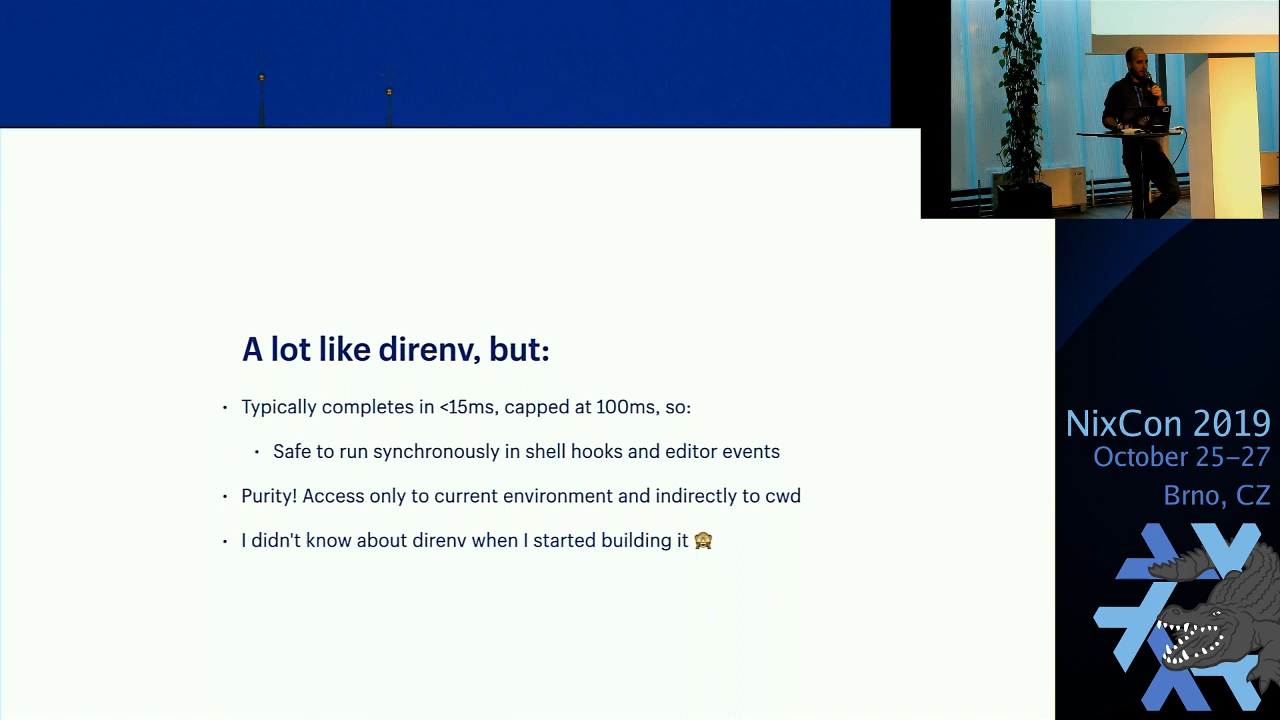 A lot like direnv, but:
• Typically completes in <15ms, capped at 100ms, so:
• Safe to run synchronously in shell hooks and editor events
• Purity! Access only to current environment and indirectly to cwd
• I didn't know about direnv when I started building it 🙈
NixCon 2019
October 25–27
Brno, CZ